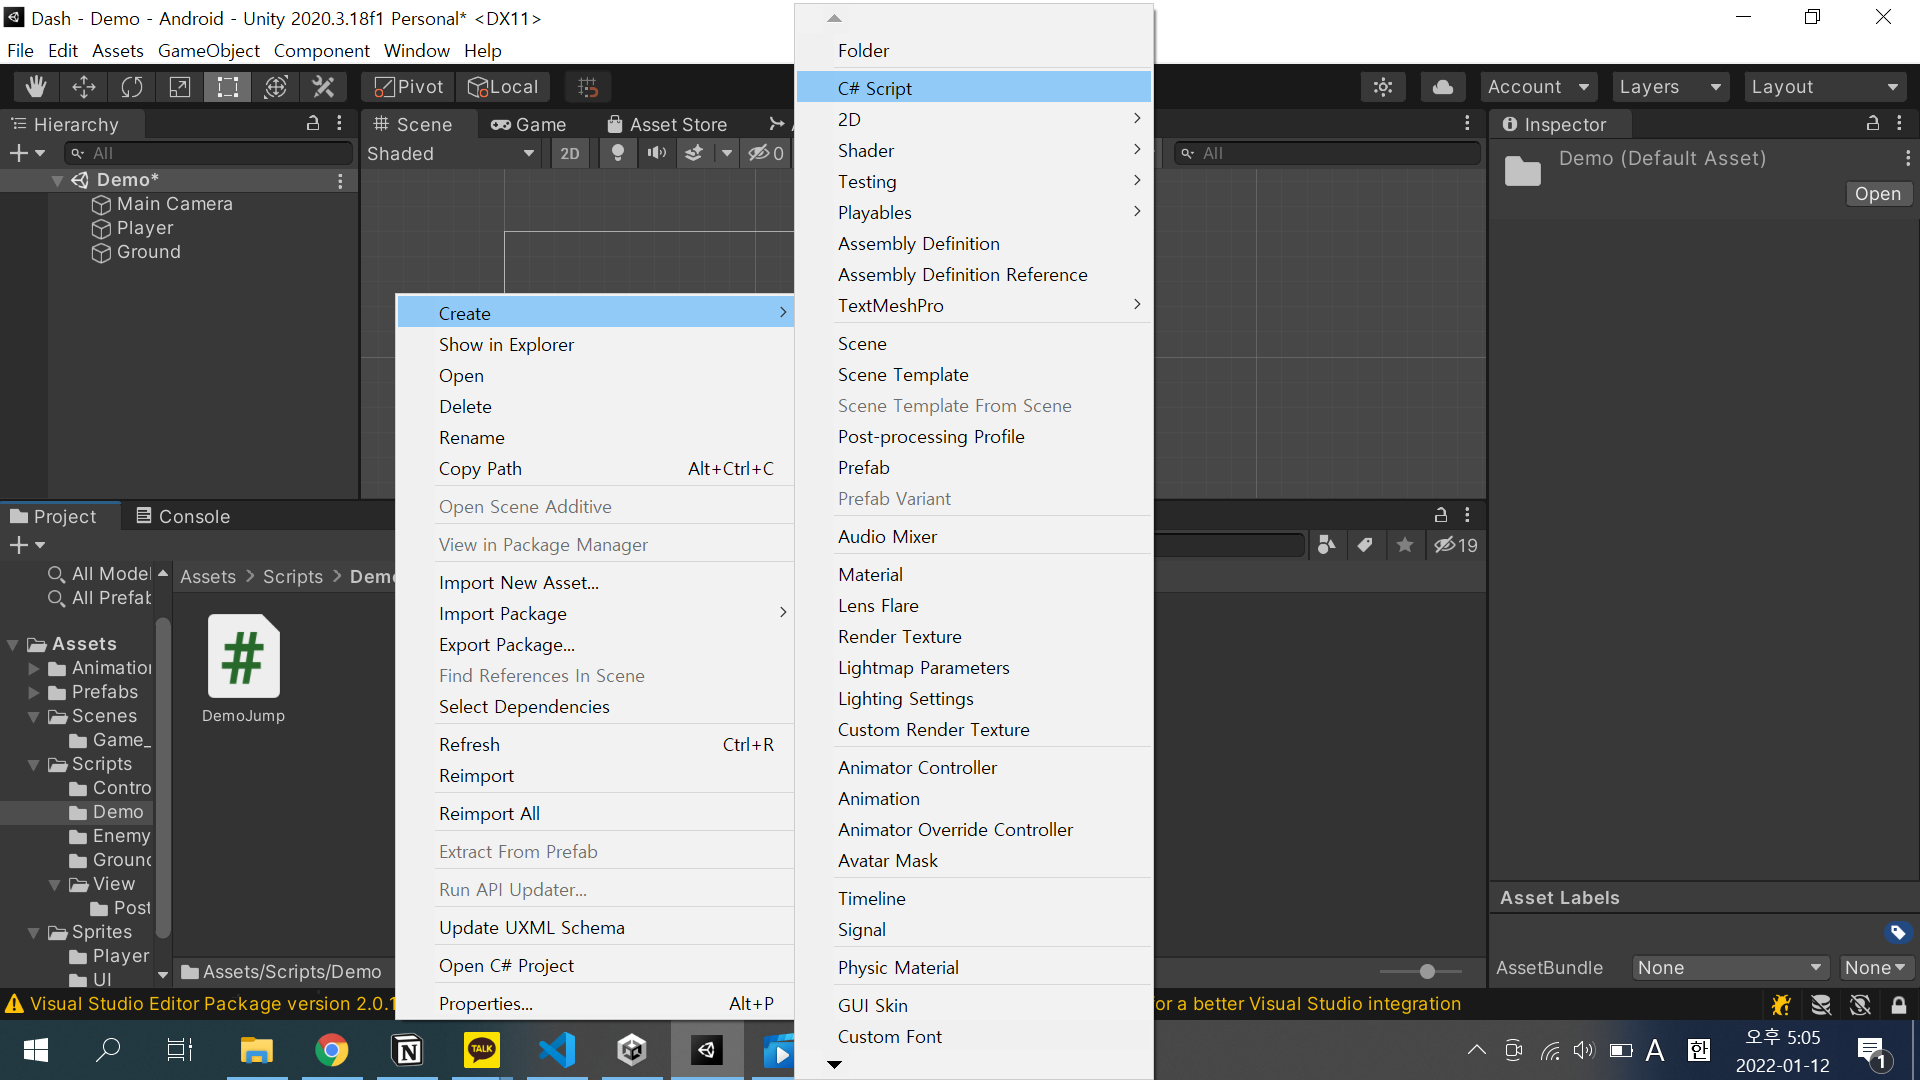 Dash - Demo - Android - Unity 2020.3.18f1 Personal* <DX11>
File Edit Assets GameObject Component Window Help
Pivot Local
Account Layers Layout
Hierarchy
All
Demo*
Main Camera
Player
Ground
Scene Game Asset Store
Shaded 2D 0
All
Inspector
Demo (Default Asset)
Open
Create
Show in Explorer
Open
Delete
Rename
Copy Path Alt+Ctrl+C
Open Scene Additive
View in Package Manager
Import New Asset...
Import Package
Export Package...
Find References In Scene
Select Dependencies
Refresh Ctrl+R
Reimport
Reimport All
Extract From Prefab
Run API Updater...
Update UXML Schema
Open C# Project
Properties... Alt+P
Folder
C# Script
2D
Shader
Testing
Playables
Assembly Definition
Assembly Definition Reference
TextMeshPro
Scene
Scene Template
Scene Template From Scene
Post-processing Profile
Prefab
Prefab Variant
Audio Mixer
Material
Lens Flare
Render Texture
Lightmap Parameters
Lighting Settings
Custom Render Texture
Animator Controller
Animation
Animator Override Controller
Avatar Mask
Timeline
Signal
Physic Material
GUI Skin
Custom Font
Project Console
19
All Model
All Prefab
Assets
Animation
Prefabs
Scenes
Game_
Scripts
Contro
Demo
Enemy
Ground
View
Post
Sprites
Player
UI
Assets > Scripts > Demo
#
DemoJump
Assets/Scripts/Demo
Asset Labels
AssetBundle None None
Visual Studio Editor Package version 2.0.1
or a better Visual Studio integration
N
TALK
A 한
오후 5:05
2022-01-12
1